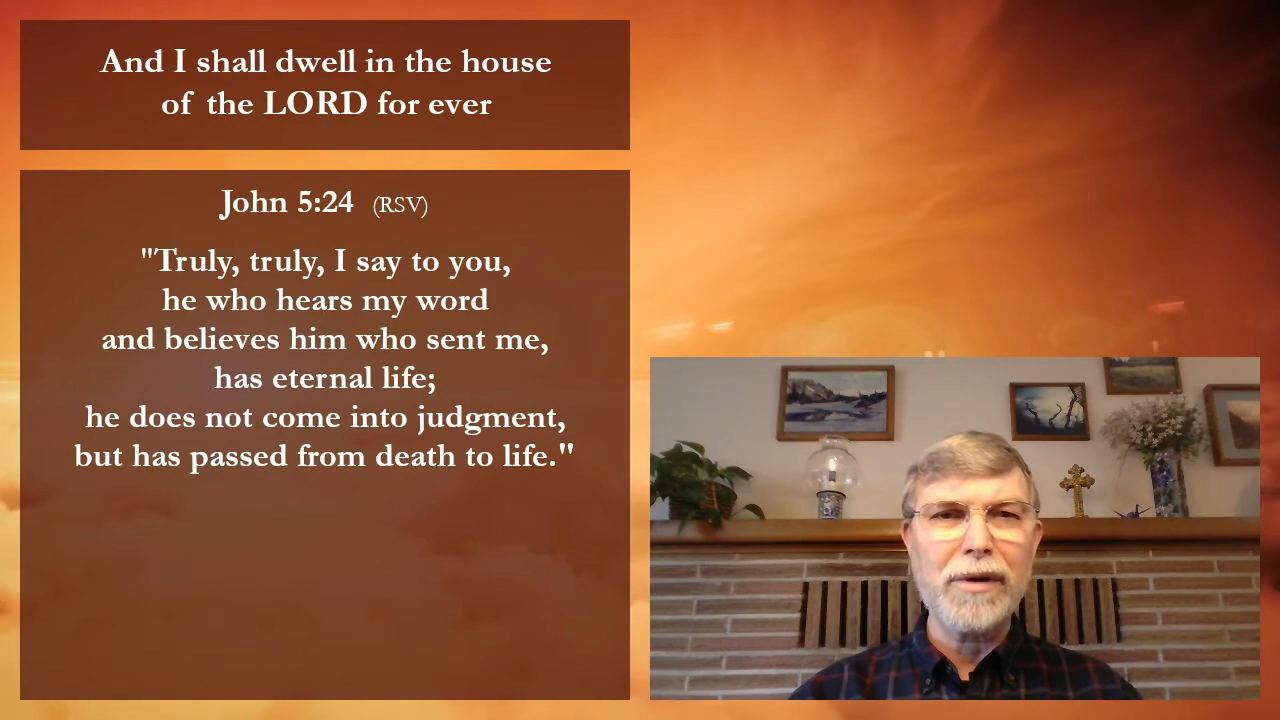 And I shall dwell in the house
of the LORD for ever
John 5:24 (RSV)
"Truly, truly, I say to you,
he who hears my word
and believes him who sent me,
has eternal life;
he does not come into judgment,
but has passed from death to life."